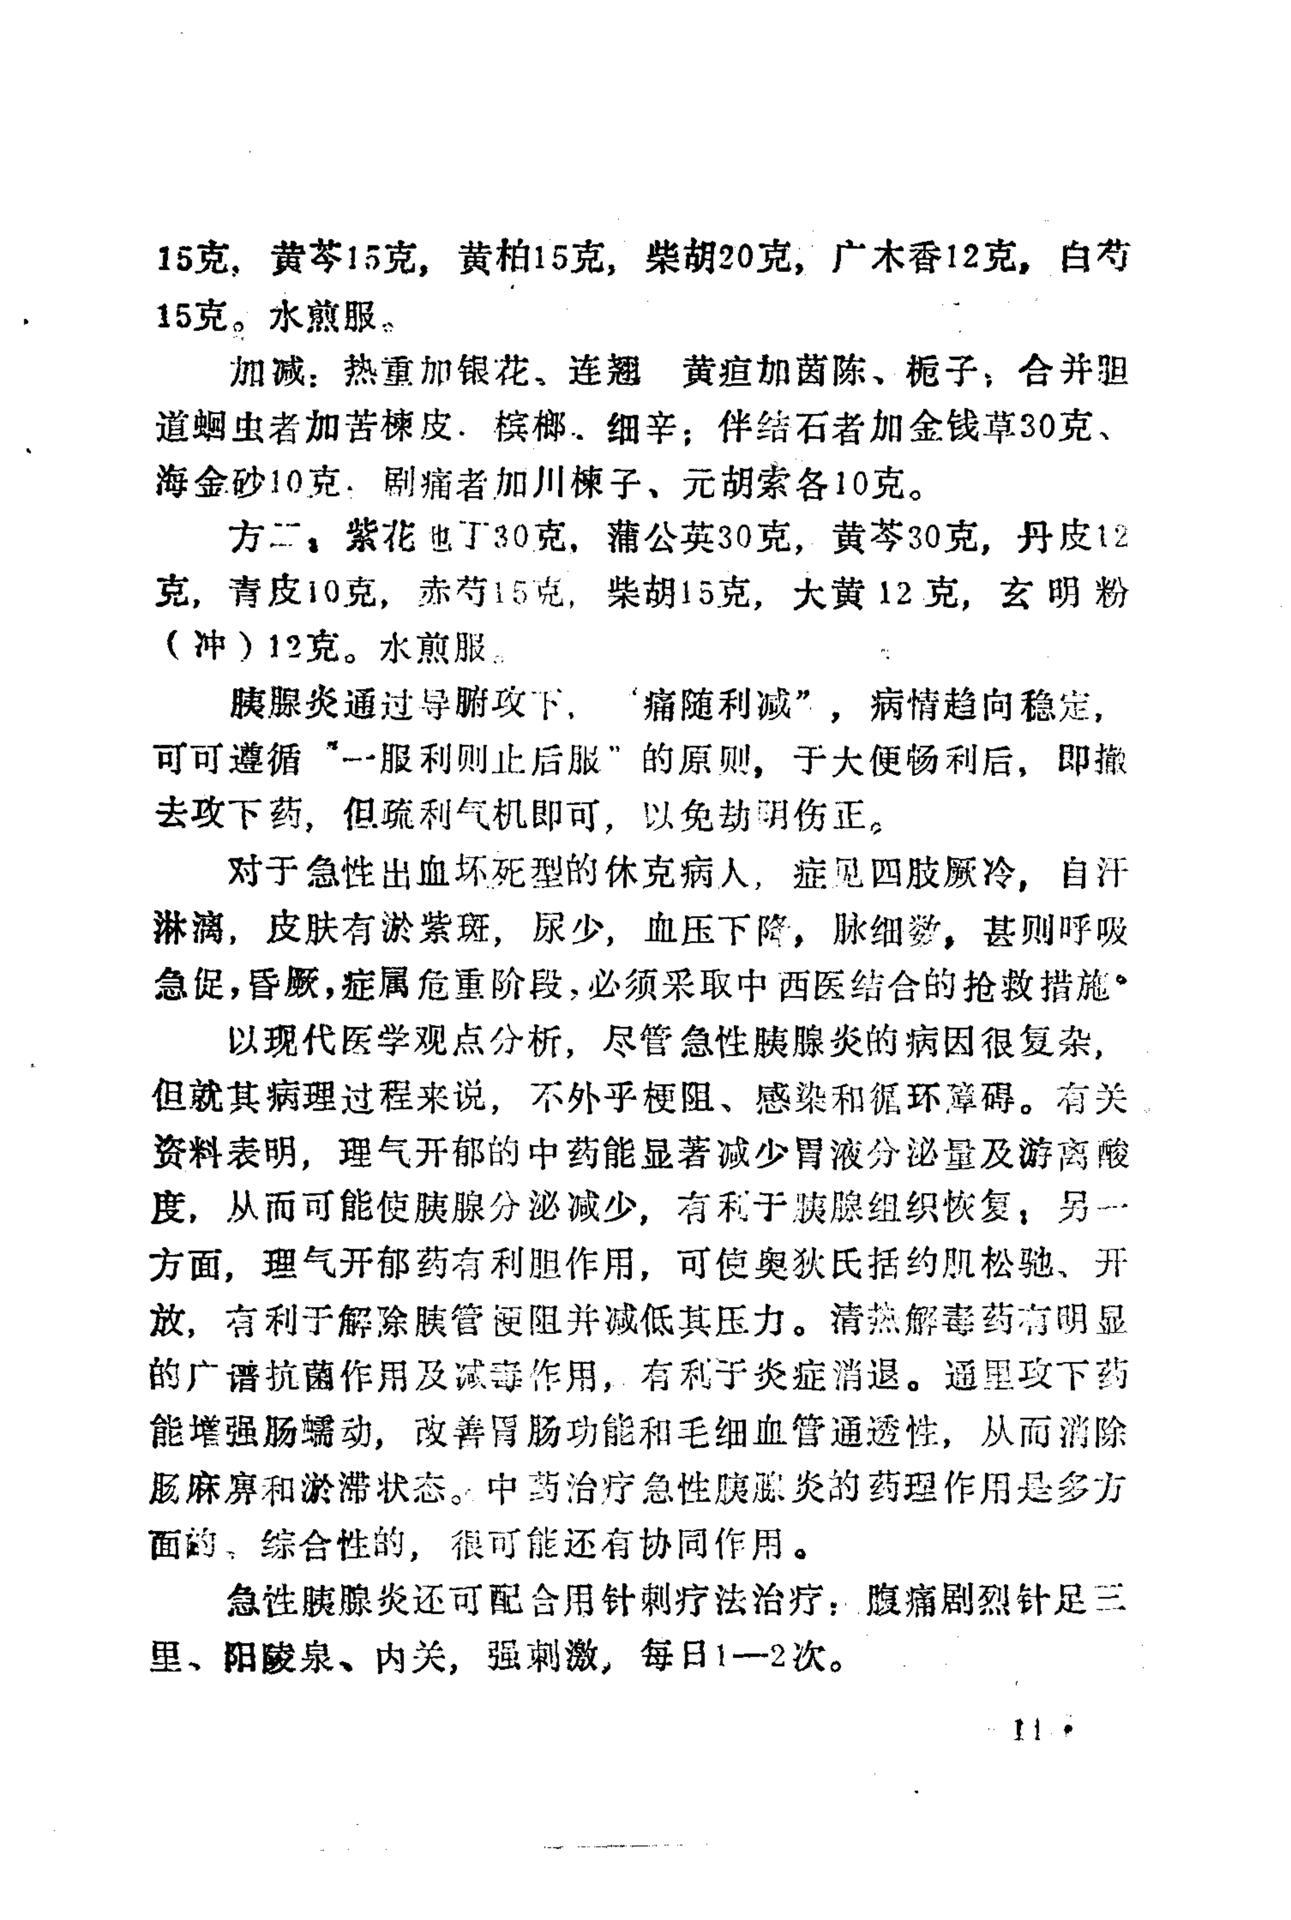 15克，黄芩15克，黄柏15克，柴胡20克，广木香12克，白芍
15克。水煎服。
加减：热重加银花、连翘 黄疸加茵陈、栀子；合并胆
道蛔虫者加苦楝皮．槟榔、细辛；伴结石者加金钱草30克、
海金砂10克．剧痛者加川楝子、元胡索各10克。
方二：紫花地丁30克，蒲公英30克，黄芩30克，丹皮12
克，青皮10克，赤芍15克，柴胡15克，大黄12克，玄明粉
（冲）12克。水煎服。
胰腺炎通过导腑攻下，“痛随利减”，病情趋向稳定，
可可遵循“一服利则止后服”的原则，于大便畅利后，即撤
去攻下药，但疏利气机即可，以免劫阴伤正。
对于急性出血坏死型的休克病人，症见四肢厥冷，自汗
淋漓，皮肤有淤紫斑，尿少，血压下降，脉细数，甚则呼吸
急促，昏厥，症属危重阶段，必须采取中西医结合的抢救措施。
以现代医学观点分析，尽管急性胰腺炎的病因很复杂，
但就其病理过程来说，不外乎梗阻、感染和循环障碍。有关
资料表明，理气开郁的中药能显著减少胃液分泌量及游离酸
度，从而可能使胰腺分泌减少，有利于胰腺组织恢复；另一
方面，理气开郁药有利胆作用，可使奥狄氏括约肌松驰、开
放，有利于解除胰管梗阻并减低其压力。清热解毒药有明显
的广谱抗菌作用及减毒作用，有利于炎症消退。通里攻下药
能增强肠蠕动，改善胃肠功能和毛细血管通透性，从而消除
肠麻痹和淤滞状态。中药治疗急性胰腺炎的药理作用是多方
面的、综合性的，很可能还有协同作用。
急性胰腺炎还可配合用针刺疗法治疗：腹痛剧烈针足三
里、阳陵泉、内关，强刺激，每日1—2次。
11·